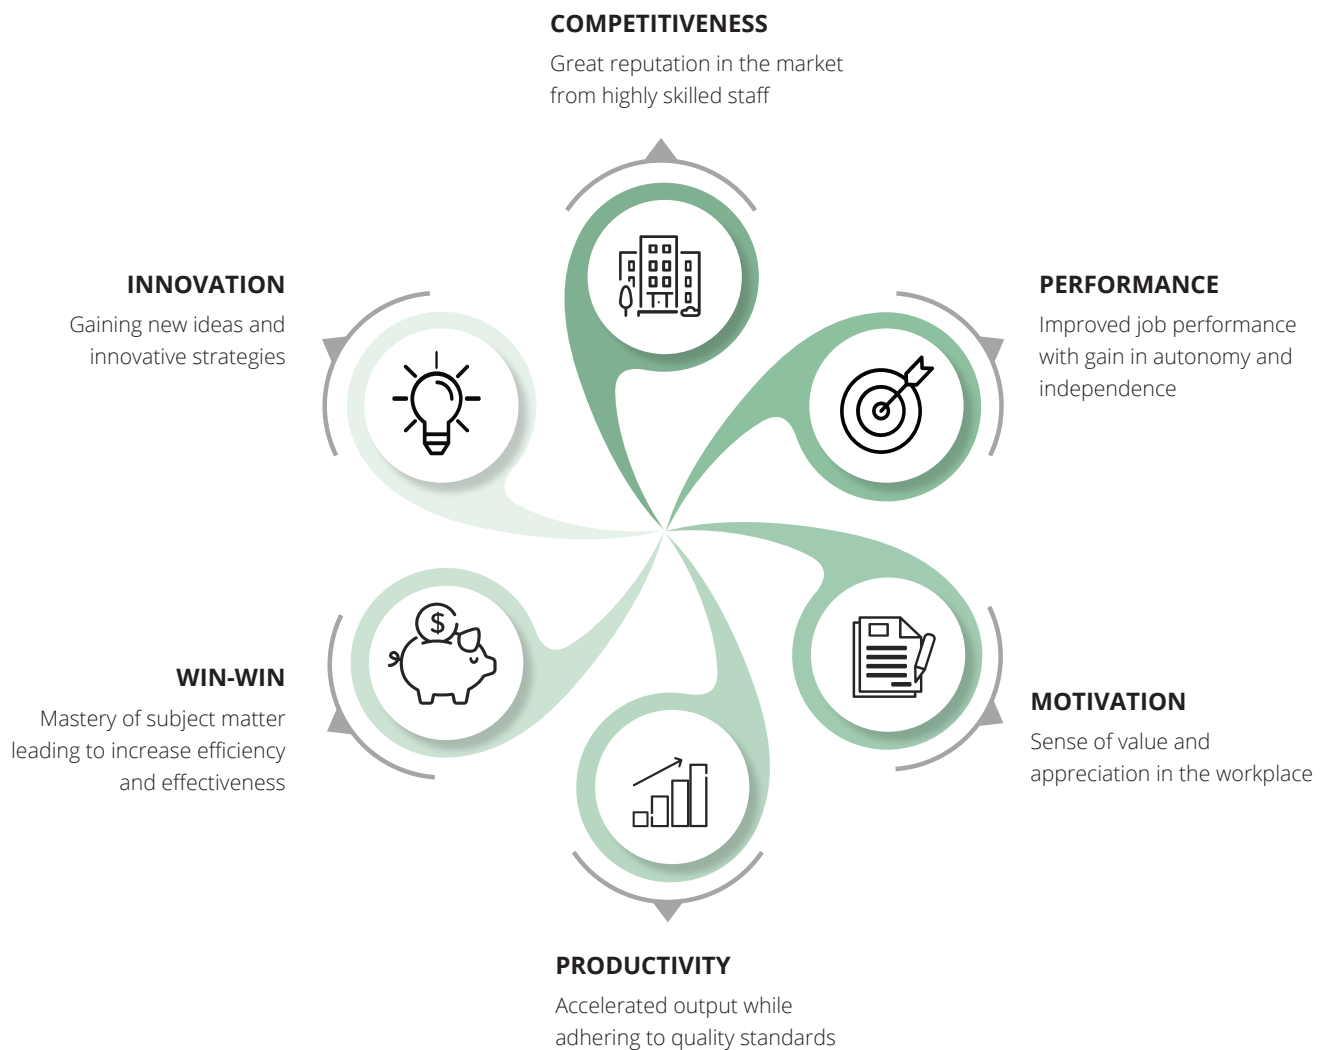 COMPETITIVENESS
Great reputation in the market
from highly skilled staff
INNOVATION
Gaining new ideas and
innovative strategies
PERFORMANCE
Improved job performance
with gain in autonomy and
independence
WIN-WIN
Mastery of subject matter
leading to increase efficiency
and effectiveness
MOTIVATION
Sense of value and
appreciation in the workplace
PRODUCTIVITY
Accelerated output while
adhering to quality standards
$